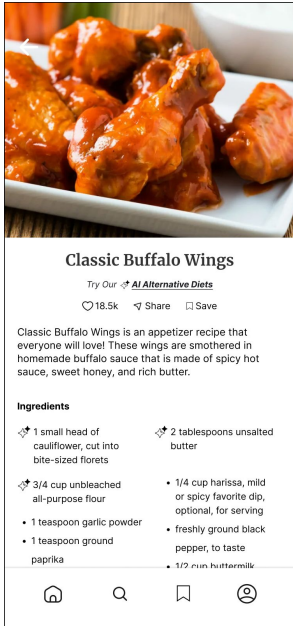 Classic Buffalo Wings
Try Our AI Alternative Diets
18.5k Share Save
Classic Buffalo Wings is an appetizer recipe that
everyone will love! These wings are smothered in
homemade buffalo sauce that is made of spicy hot
sauce, sweet honey, and rich butter.
Ingredients
1 small head of
cauliflower, cut into
bite-sized florets
3/4 cup unbleached
all-purpose flour
• 1 teaspoon garlic powder
• 1 teaspoon ground
paprika
2 tablespoons unsalted
butter
• 1/4 cup harissa, mild
or spicy favorite dip,
optional, for serving
• freshly ground black
pepper, to taste
• 1/2 cup buttermilk